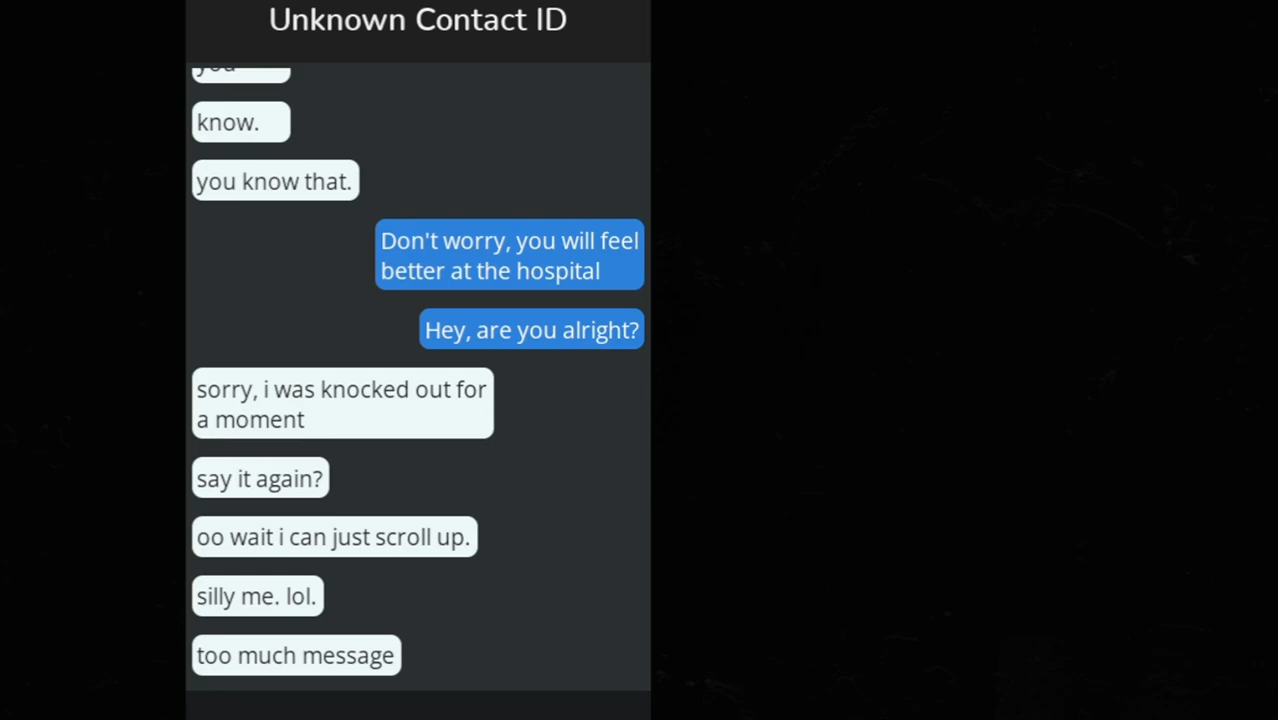 Unknown Contact ID
you
know.
you know that.
Don't worry, you will feel
better at the hospital
Hey, are you alright?
sorry, i was knocked out for
a moment
say it again?
oo wait i can just scroll up.
silly me. lol.
too much message